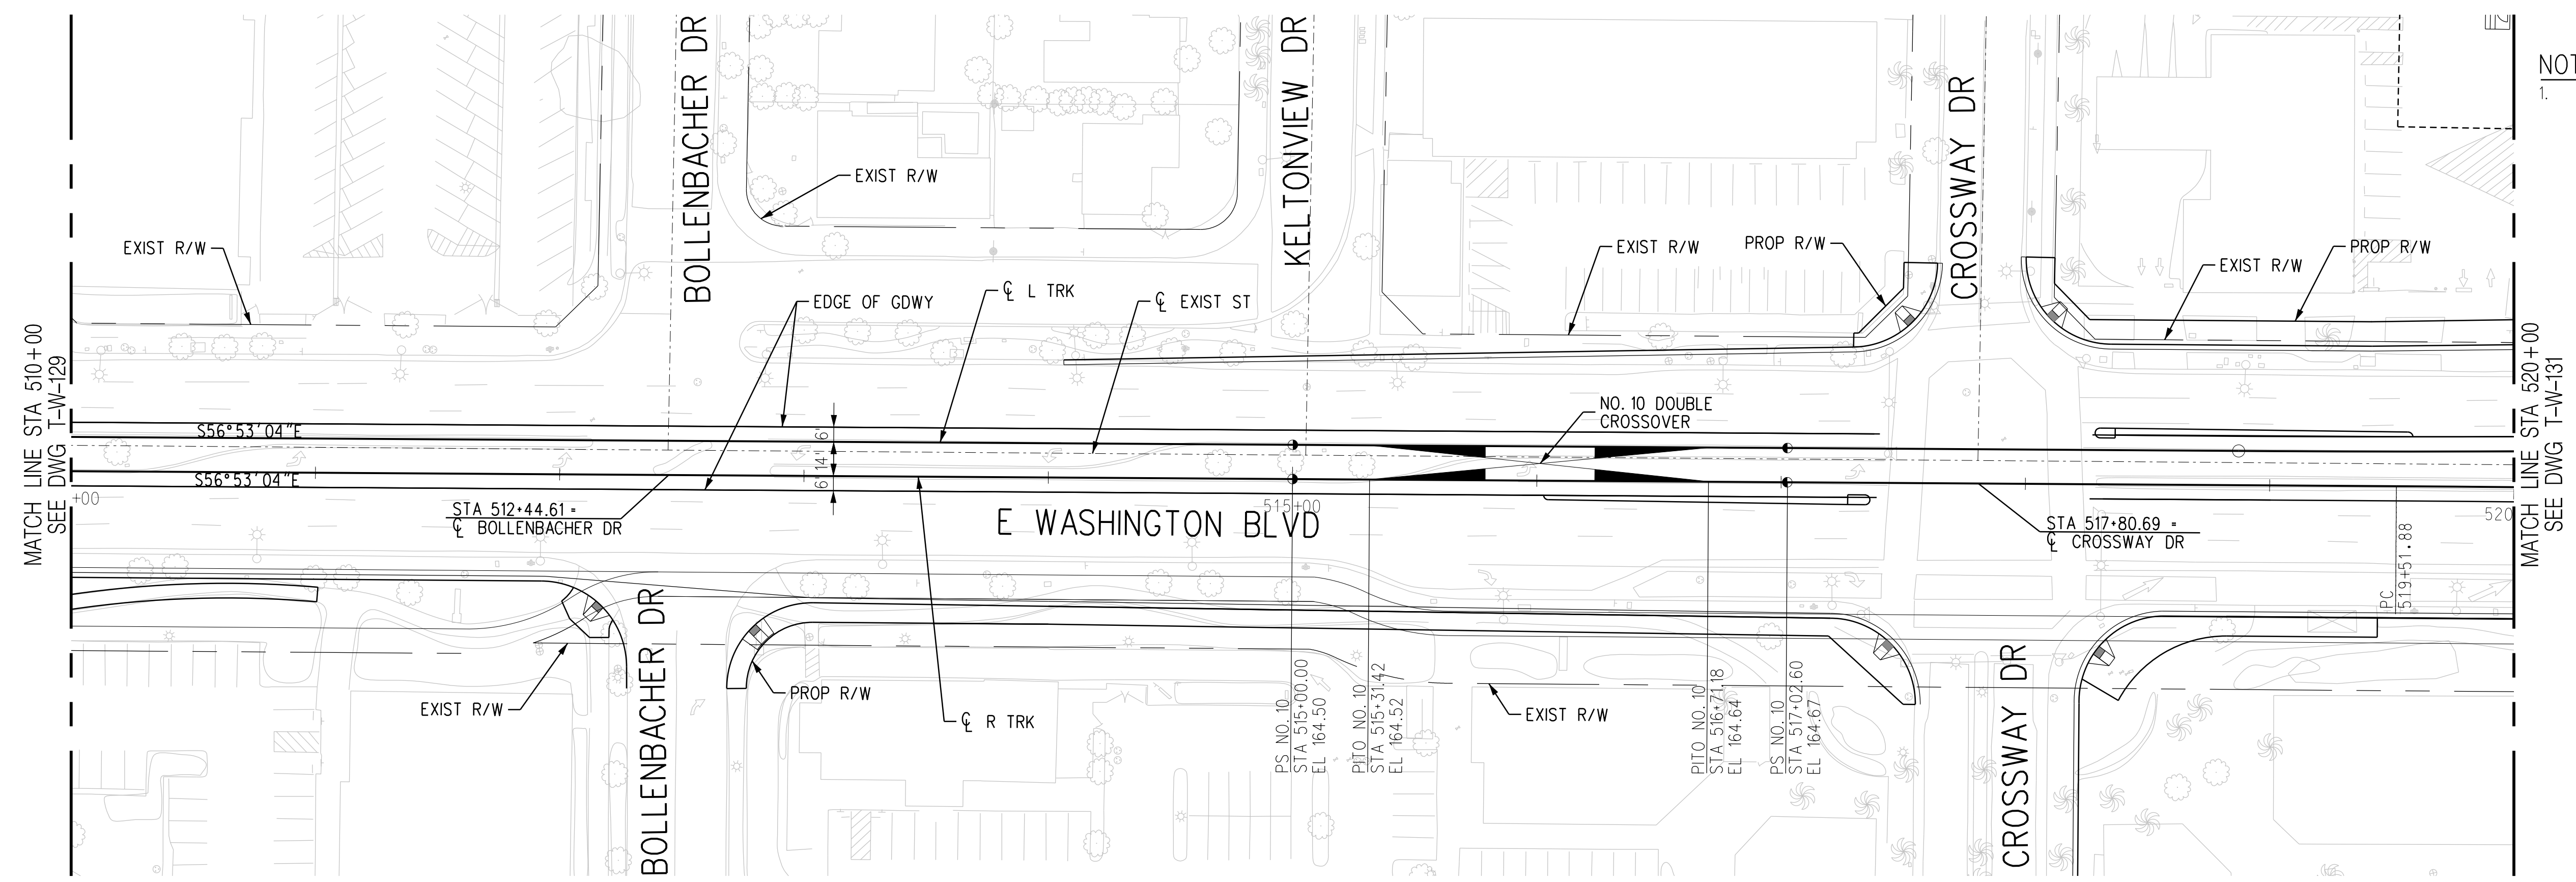 BOLLENBACHER DR
KELTONVIEW DR
CROSSWAY DR
NOT
1.
EXIST R/W
EXIST R/W
EXIST R/W
PROP R/W
EXIST R/W
PROP R/W
EDGE OF GDWY
℄ L TRK
℄ EXIST ST
MATCH LINE STA 510+00
SEE DWG T-W-129
MATCH LINE STA 520+00
SEE DWG T-W-131
NO. 10 DOUBLE
CROSSOVER
S56°53'04"E
S56°53'04"E
6'
14'
6'
+00
515+00
520
STA 512+44.61 =
℄ BOLLENBACHER DR
E WASHINGTON BLVD
STA 517+80.69 =
℄ CROSSWAY DR
PC
519+51.88
BOLLENBACHER DR
EXIST R/W
PROP R/W
℄ R TRK
PS NO. 10
STA 515+00.00
EL 164.50
PITO NO. 10
STA 515+31.42
EL 164.52
EXIST R/W
PITO NO. 10
STA 516+71.18
EL 164.64
PS NO. 10
STA 517+02.60
EL 164.67
CROSSWAY DR